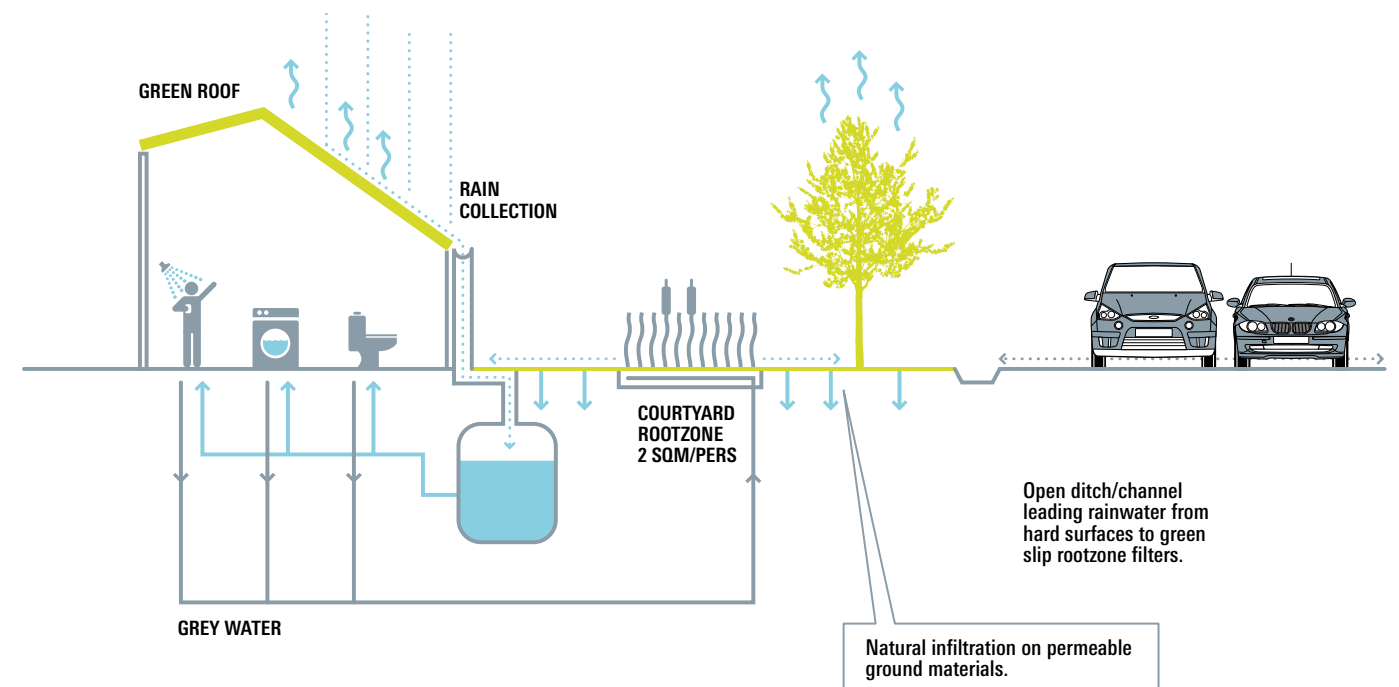 GREEN ROOF
RAIN
COLLECTION
COURTYARD
ROOTZONE
2 SQM/PERS
Open ditch/channel
leading rainwater from
hard surfaces to green
slip rootzone filters.
GREY WATER
Natural infiltration on permeable
ground materials.